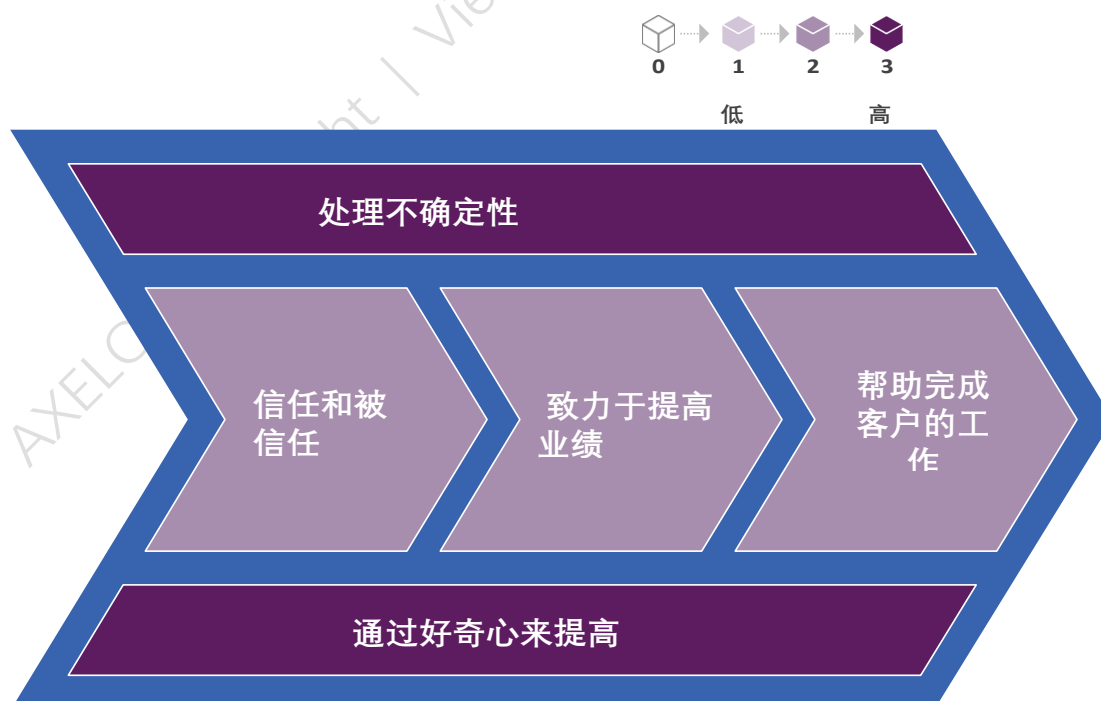 0 1 2 3
低 高
处理不确定性
信任和被
信任
致力于提高
业绩
帮助完成
客户的工
作
通过好奇心来提高